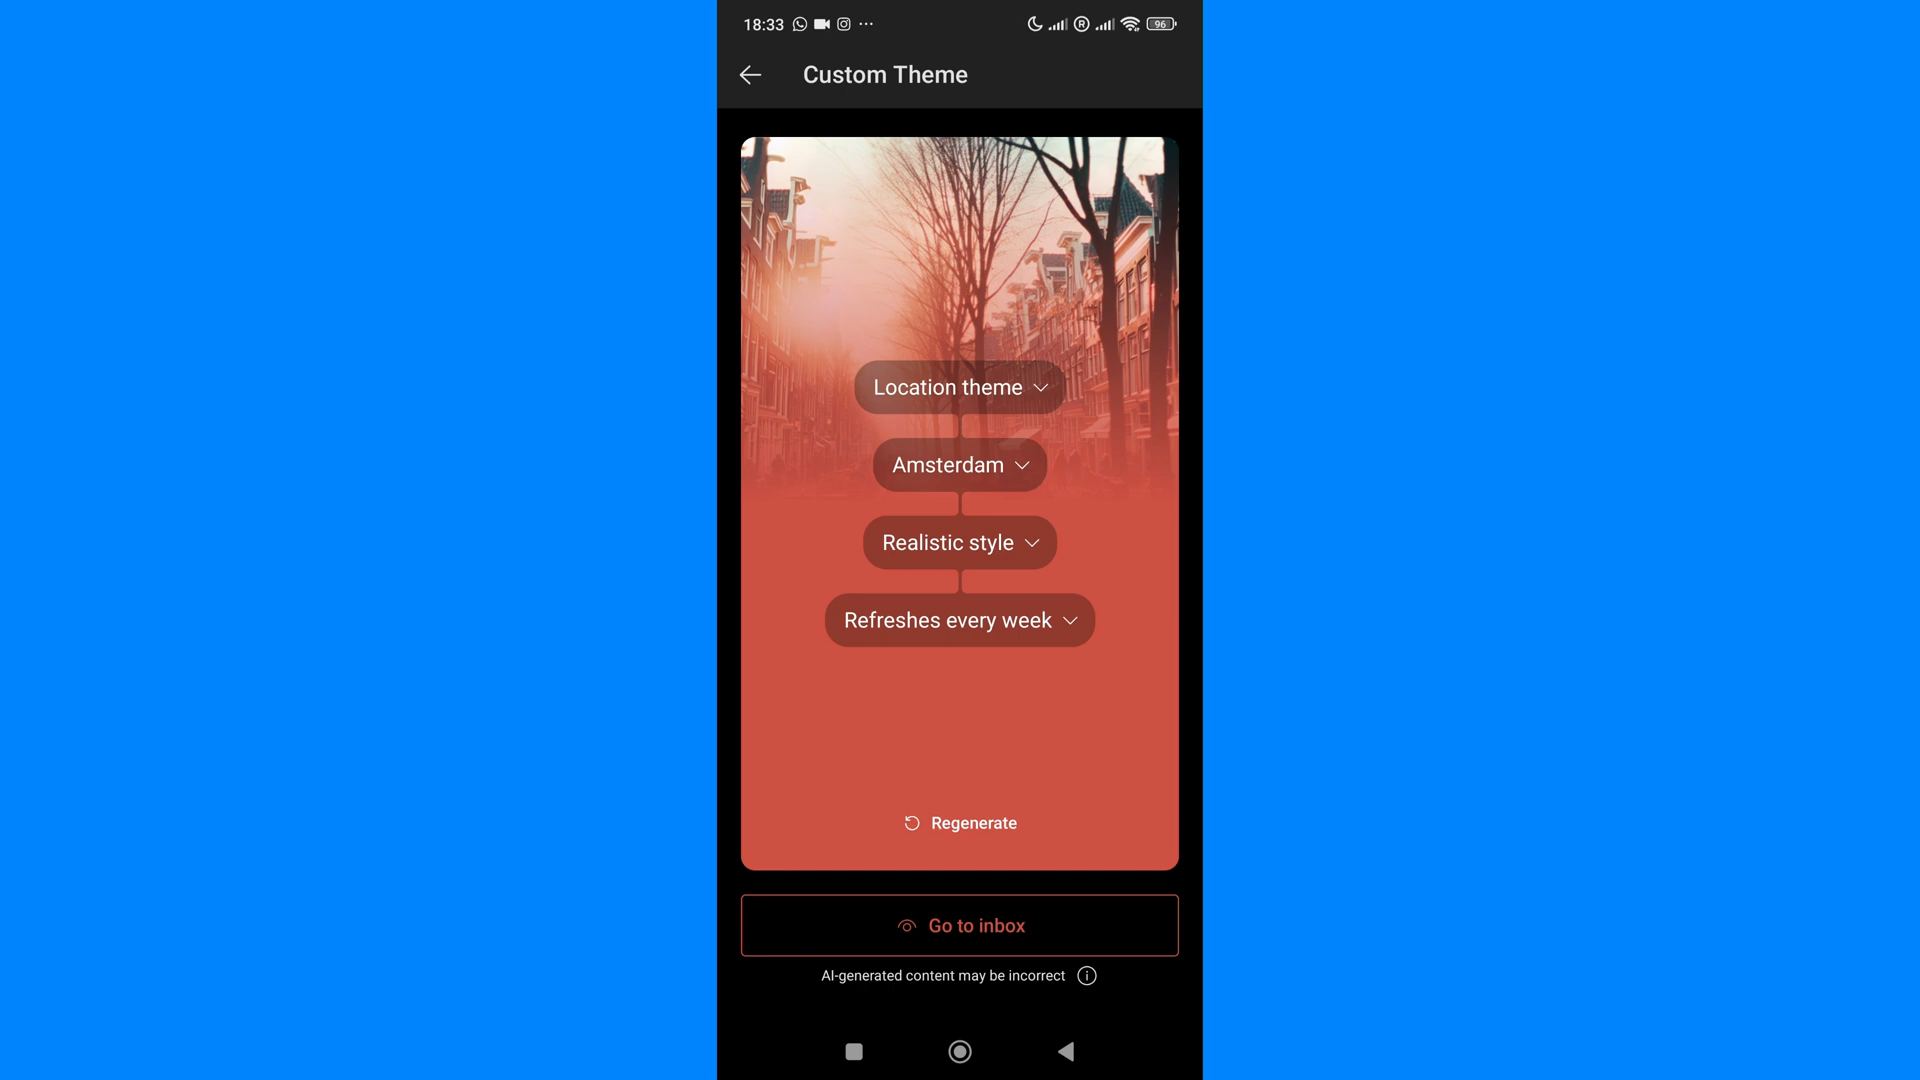 18:33
96
Custom Theme
Location theme
Amsterdam
Realistic style
Refreshes every week
Regenerate
Go to inbox
AI-generated content may be incorrect